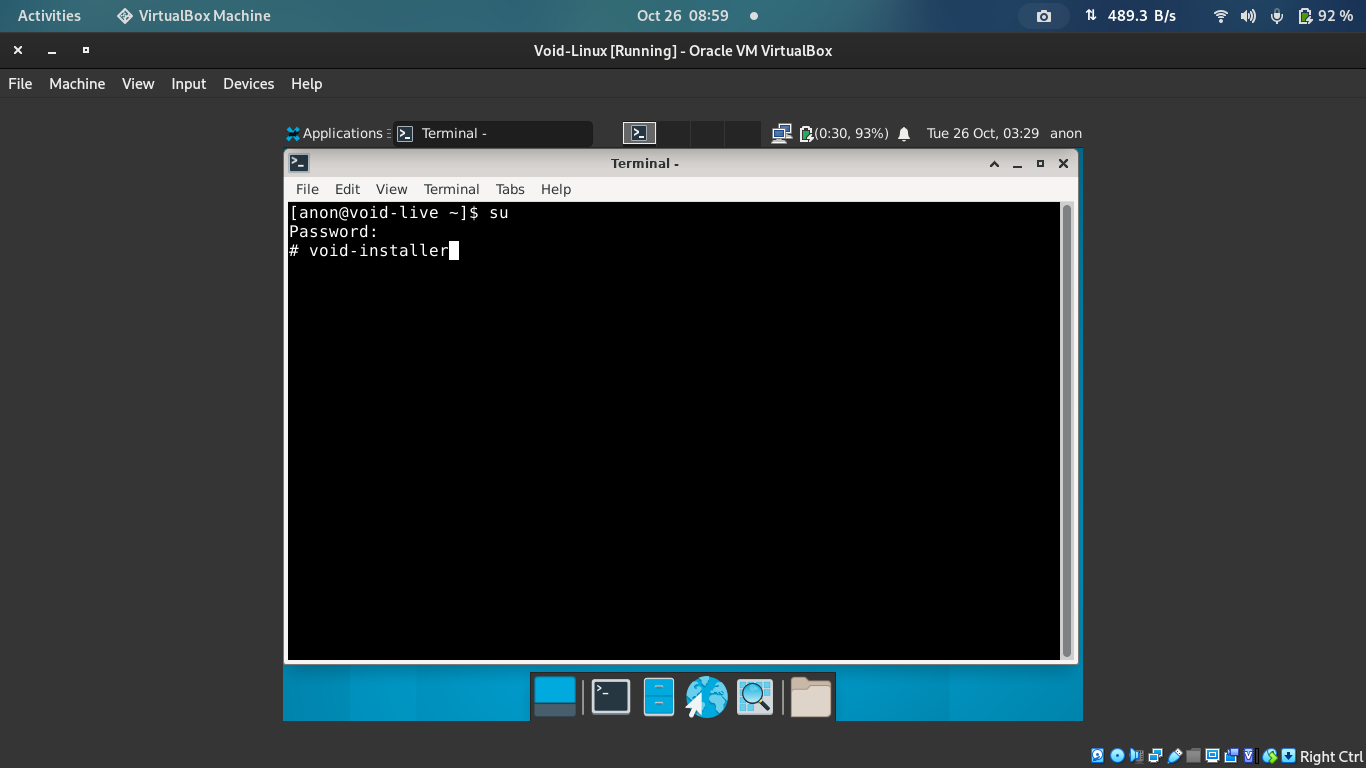 Activities VirtualBox Machine Oct 26 08:59 489.3 B/s 92 %
Void-Linux [Running] - Oracle VM VirtualBox
File Machine View Input Devices Help
Applications Terminal - (0:30, 93%) Tue 26 Oct, 03:29 anon
Terminal -
File Edit View Terminal Tabs Help
[anon@void-live ~]$ su
Password:
# void-installer
Right Ctrl